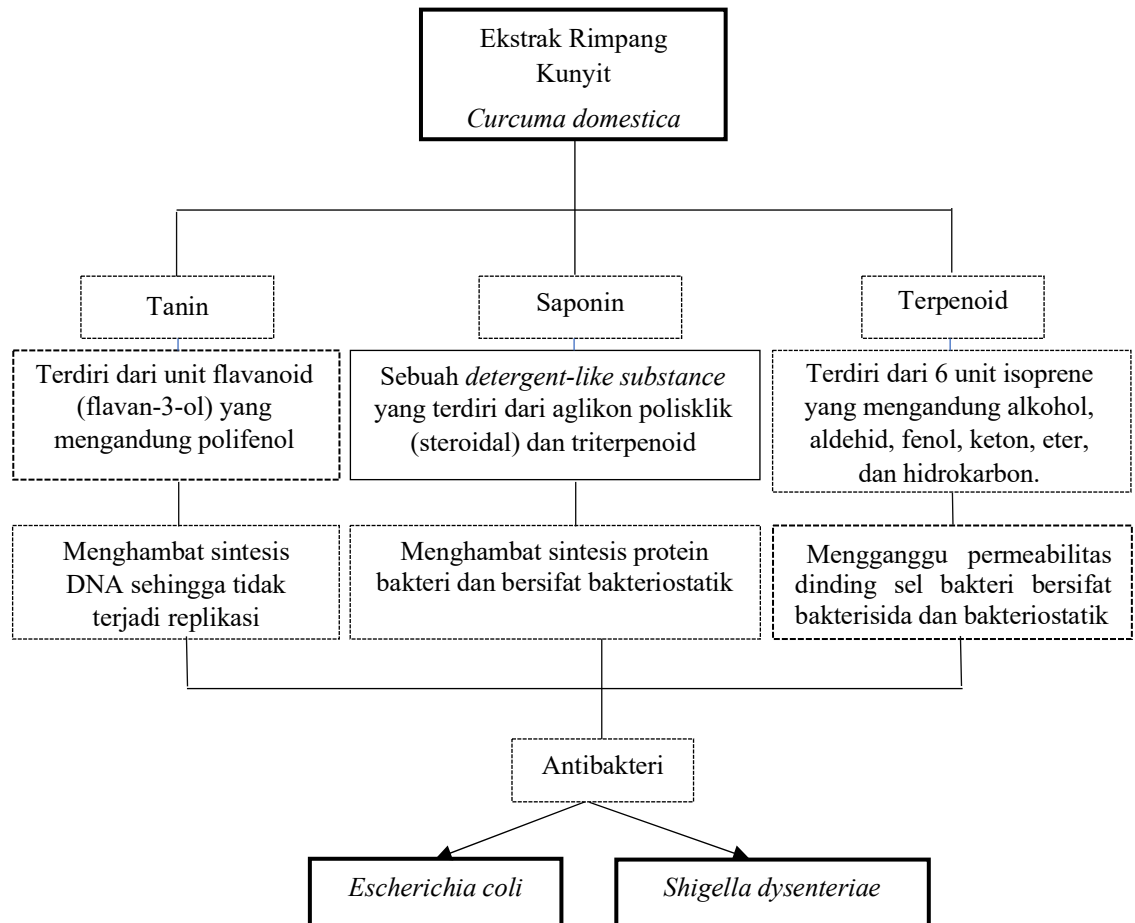 Ekstrak Rimpang
Kunyit
Curcuma domestica
Tanin
Saponin
Terpenoid
Terdiri dari unit flavanoid
(flavan-3-ol) yang
mengandung polifenol
Sebuah detergent-like substance
yang terdiri dari aglikon polisklik
(steroidal) dan triterpenoid
Terdiri dari 6 unit isoprene
yang mengandung alkohol,
aldehid, fenol, keton, eter,
dan hidrokarbon.
Menghambat sintesis
DNA sehingga tidak
terjadi replikasi
Menghambat sintesis protein
bakteri dan bersifat bakteriostatik
Mengganggu permeabilitas
dinding sel bakteri bersifat
bakterisida dan bakteriostatik
Antibakteri
Escherichia coli
Shigella dysenteriae